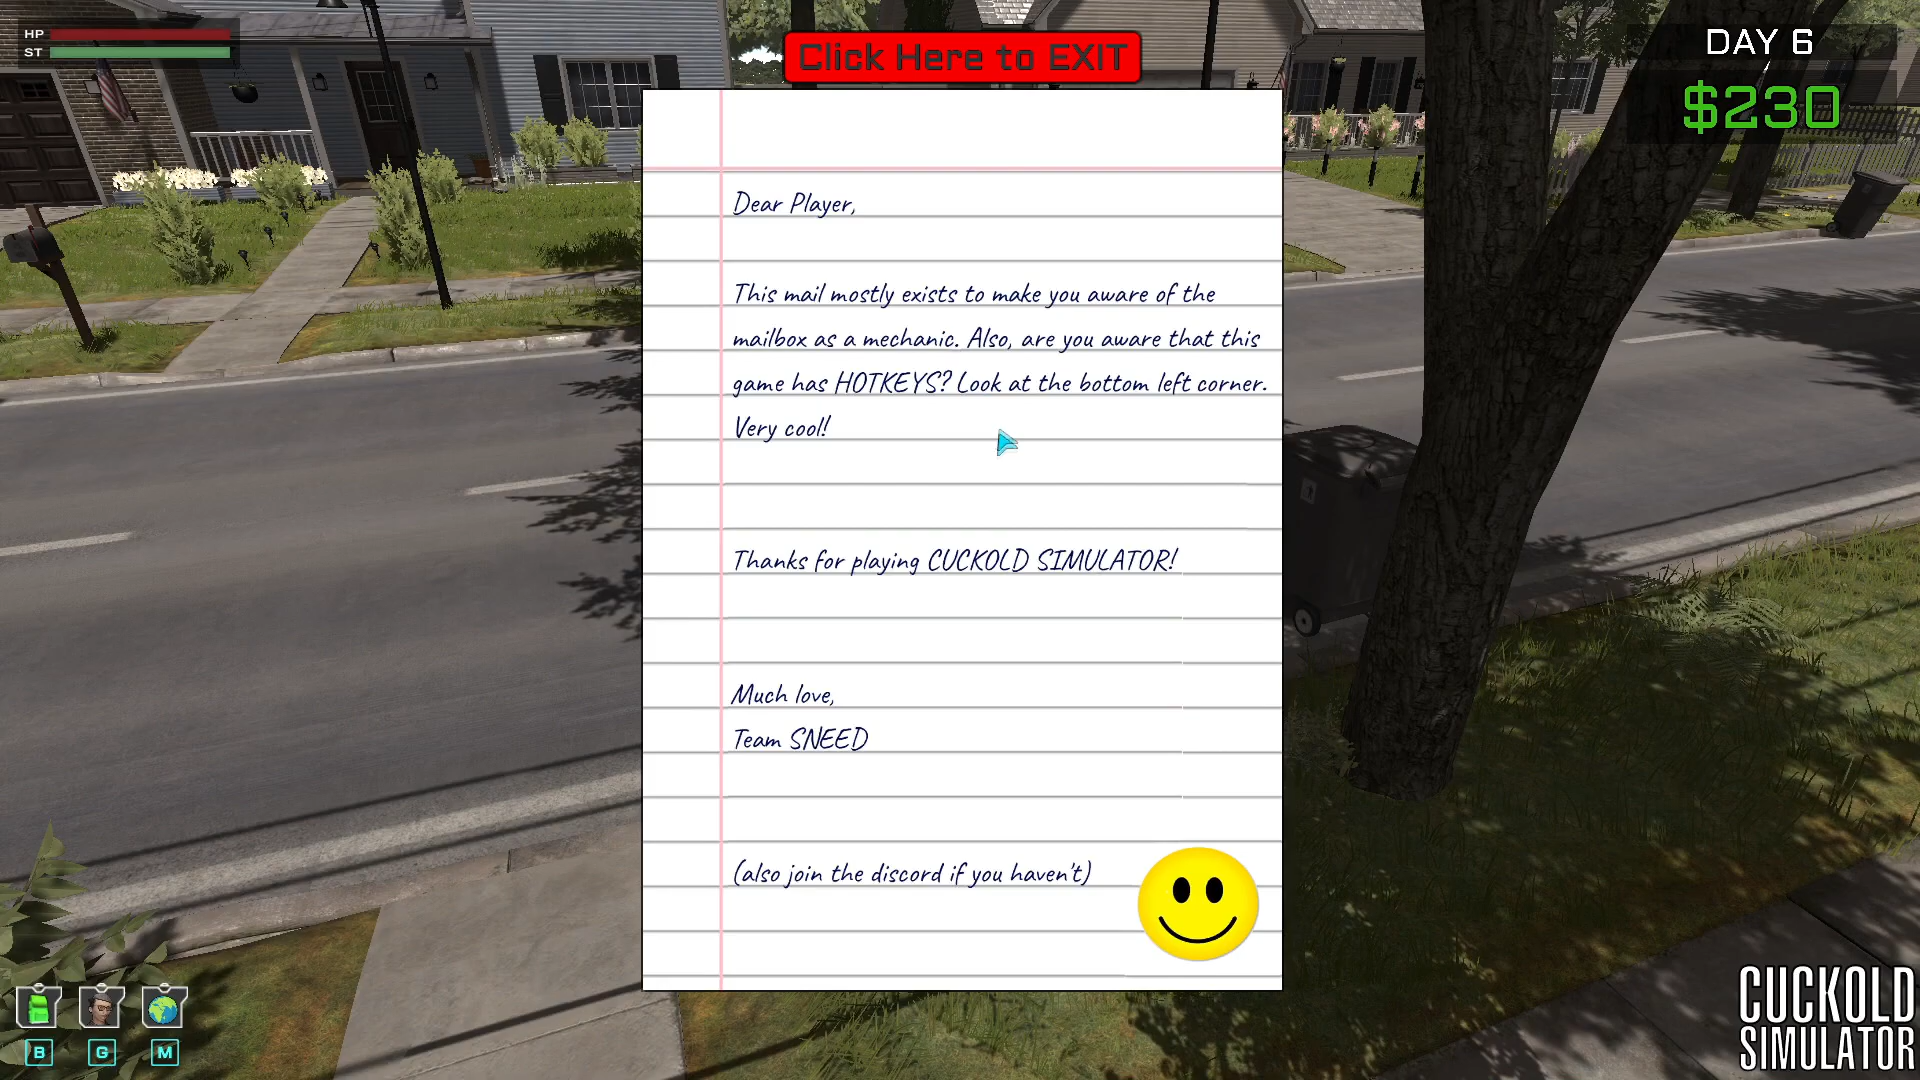 HP
ST
Click Here to EXIT
DAY 6
$230
Dear Player,
This mail mostly exists to make you aware of the
mailbox as a mechanic. Also, are you aware that this
game has HOTKEYS? Look at the bottom left corner.
Very cool!
Thanks for playing CUCKOLD SIMULATOR!
Much love,
Team SNEED
(also join the discord if you haven't)
B
G
M
CUCKOLD
SIMULATOR